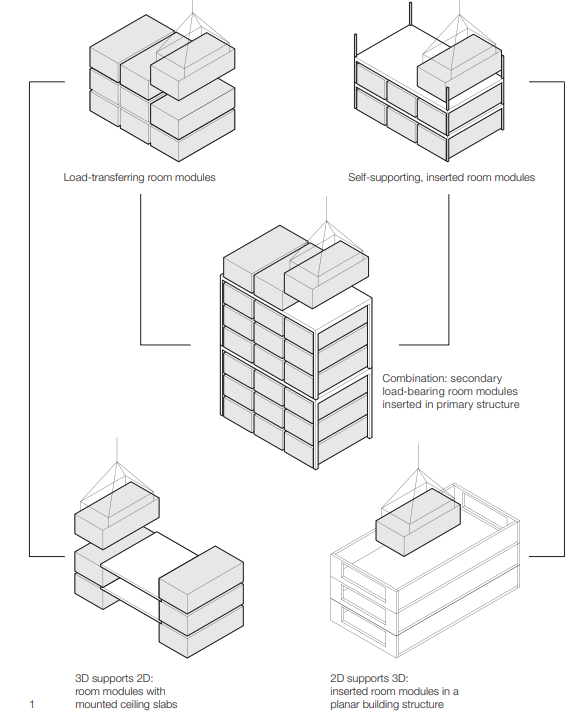 Load-transferring room modules
Self-supporting, inserted room modules
Combination: secondary
load-bearing room modules
inserted in primary structure
3D supports 2D:
room modules with
mounted ceiling slabs
2D supports 3D:
inserted room modules in a
planar building structure
1